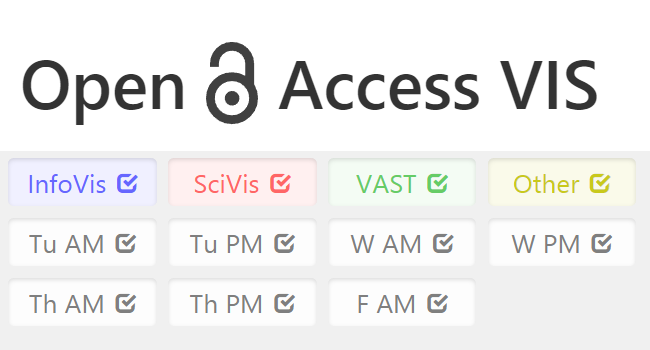 Open Access VIS
InfoVis SciVis VAST Other
Tu AM Tu PM W AM W PM
Th AM Th PM F AM